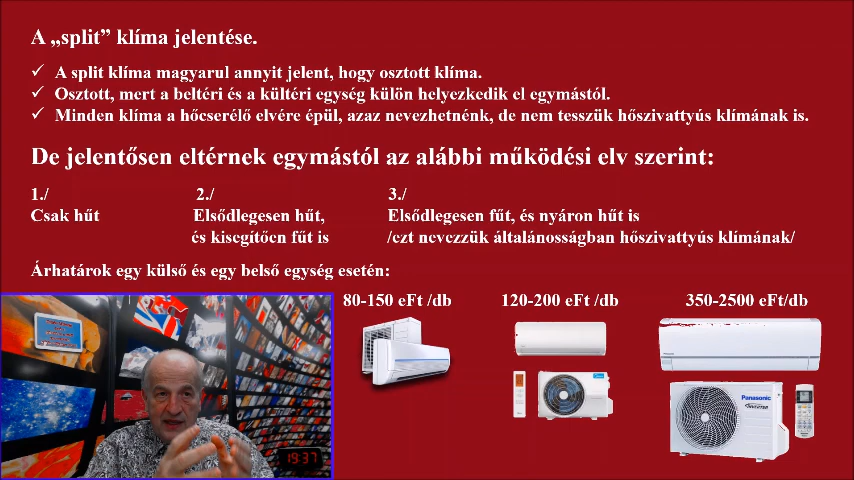 A „split” klíma jelentése.
✓ A split klíma magyarul annyit jelent, hogy osztott klíma.
✓ Osztott, mert a beltéri és a kültéri egység külön helyezkedik el egymástól.
✓ Minden klíma a hőcserélő elvére épül, azaz nevezhetnénk, de nem tesszük hőszivattyús klímának is.
De jelentősen eltérnek egymástól az alábbi működési elv szerint:
1./ 2./ 3./
Csak hűt Elsődlegesen hűt, Elsődlegesen fűt, és nyáron hűt is
és kisegítően fűt is /ezt nevezzük általánosságban hőszivattyús klímának/
Árhatárok egy külső és egy belső egység esetén:
80-150 eFt /db 120-200 eFt /db 350-2500 eFt/db
Panasonic
INVERTER
19:37